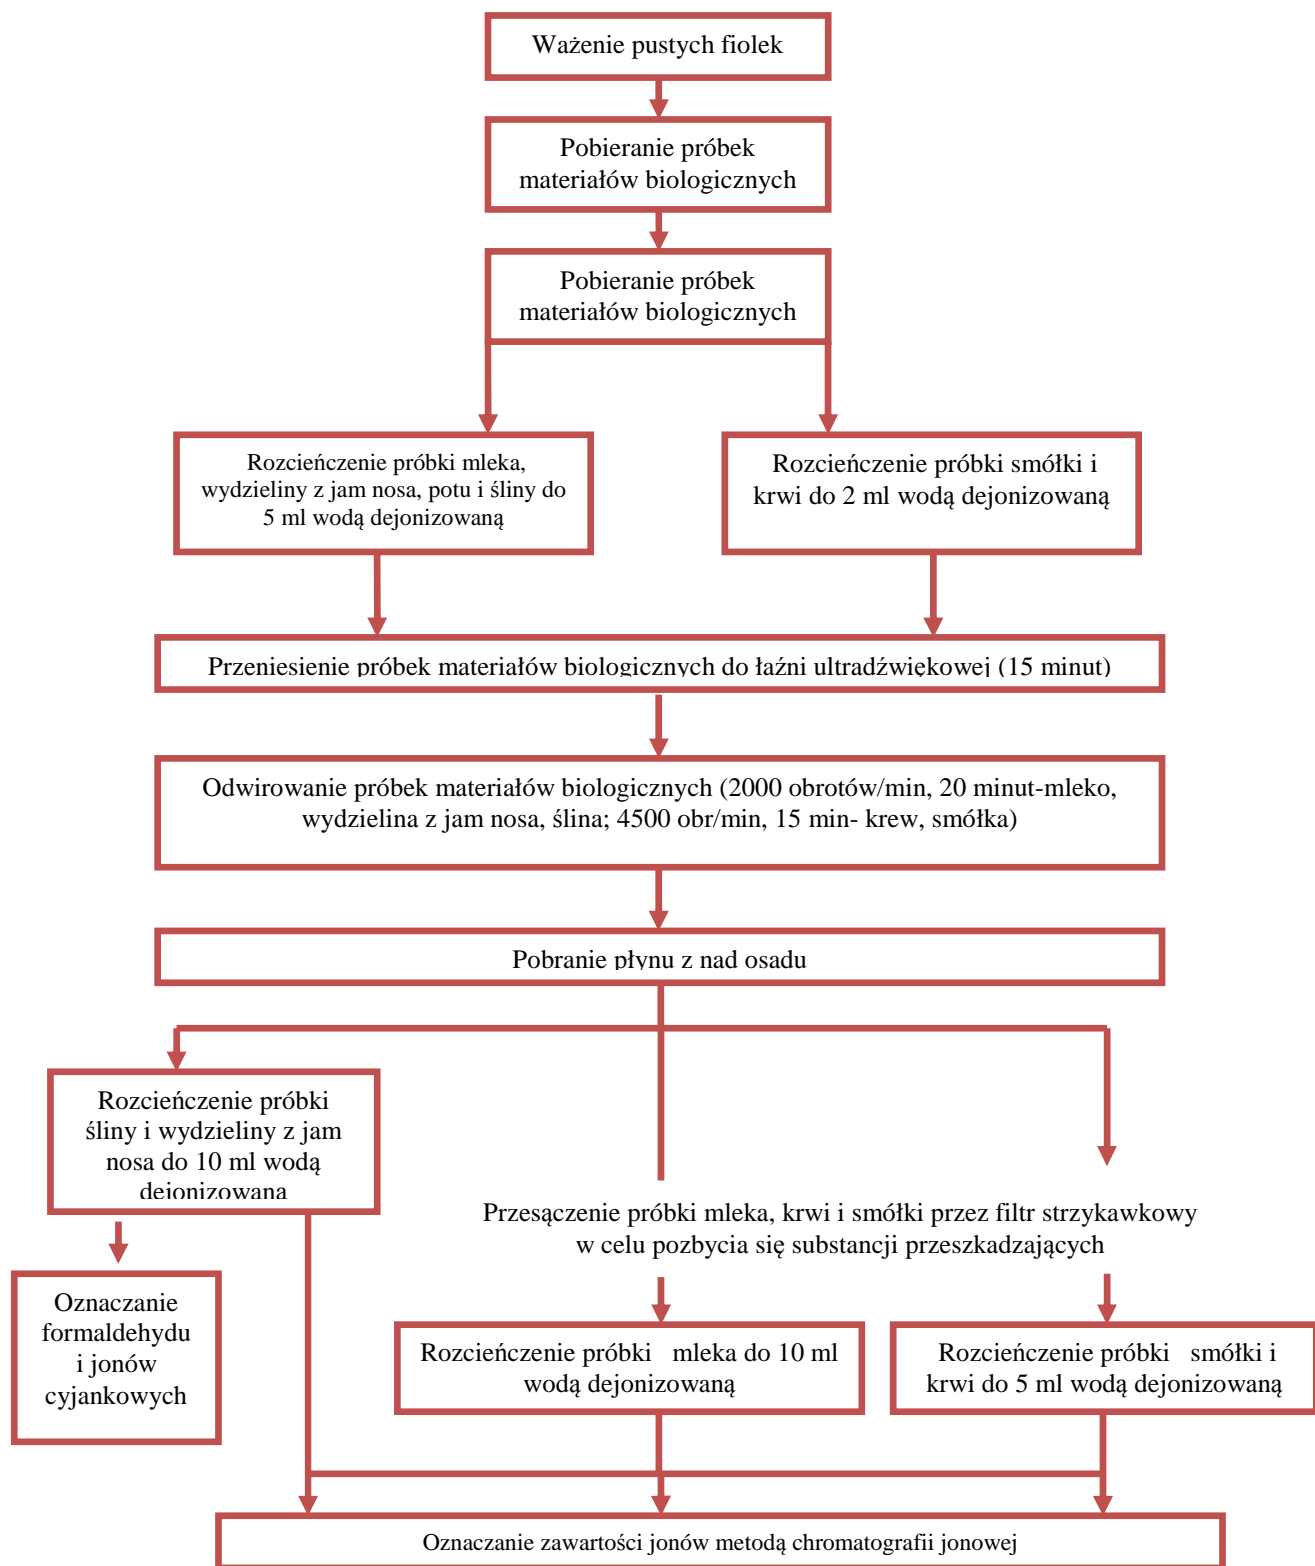 Ważenie pustych fiolek
Pobieranie próbek
materiałów biologicznych
Pobieranie próbek
materiałów biologicznych
Rozcieńczenie próbki mleka,
wydzieliny z jam nosa, potu i śliny do
5 ml wodą dejonizowaną
Rozcieńczenie próbki smółki i
krwi do 2 ml wodą dejonizowaną
Przeniesienie próbek materiałów biologicznych do łaźni ultradźwiękowej (15 minut)
Odwirowanie próbek materiałów biologicznych (2000 obrotów/min, 20 minut-mleko,
wydzielina z jam nosa, ślina; 4500 obr/min, 15 min- krew, smółka)
Pobranie płynu z nad osadu
Rozcieńczenie próbki
śliny i wydzieliny z jam
nosa do 10 ml wodą
dejonizowaną
Przesączenie próbki mleka, krwi i smółki przez filtr strzykawkowy
w celu pozbycia się substancji przeszkadzających
Oznaczanie
formaldehydu
i jonów
cyjankowych
Rozcieńczenie próbki mleka do 10 ml
wodą dejonizowaną
Rozcieńczenie próbki smółki i
krwi do 5 ml wodą dejonizowaną
Oznaczanie zawartości jonów metodą chromatografii jonowej